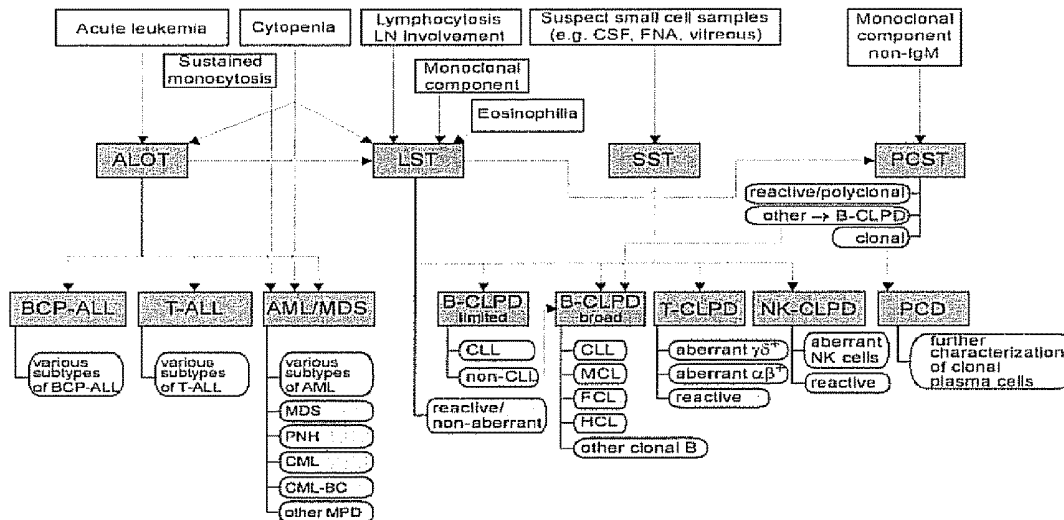 Acute leukemia
Cytopenia
Lymphocytosis
LN Involvement
Suspect small cell samples
(e.g. CSF, FNA, vitreous)
Monoclonal
component
non-IgM
Sustained
monocytosis
Monoclonal
component
Eosinophilia
ALOT
LST
SST
PCST
reactive/polyclonal
other → B-CLPD
clonal
BCP-ALL
T-ALL
AML/MDS
B-CLPD
limited
B-CLPD
broad
T-CLPD
NK-CLPD
PCD
various
subtypes
of BCP-ALL
various
subtypes
of T-ALL
various
subtypes
of AML
MDS
PNH
CML
CML-BC
other MPD
CLL
non-CLL
reactive/
non-aberrant
CLL
MCL
FCL
HCL
other clonal B
aberrant γδ⁺
aberrant αβ⁺
reactive
aberrant
NK cells
reactive
further
characterization
of clonal
plasma cells